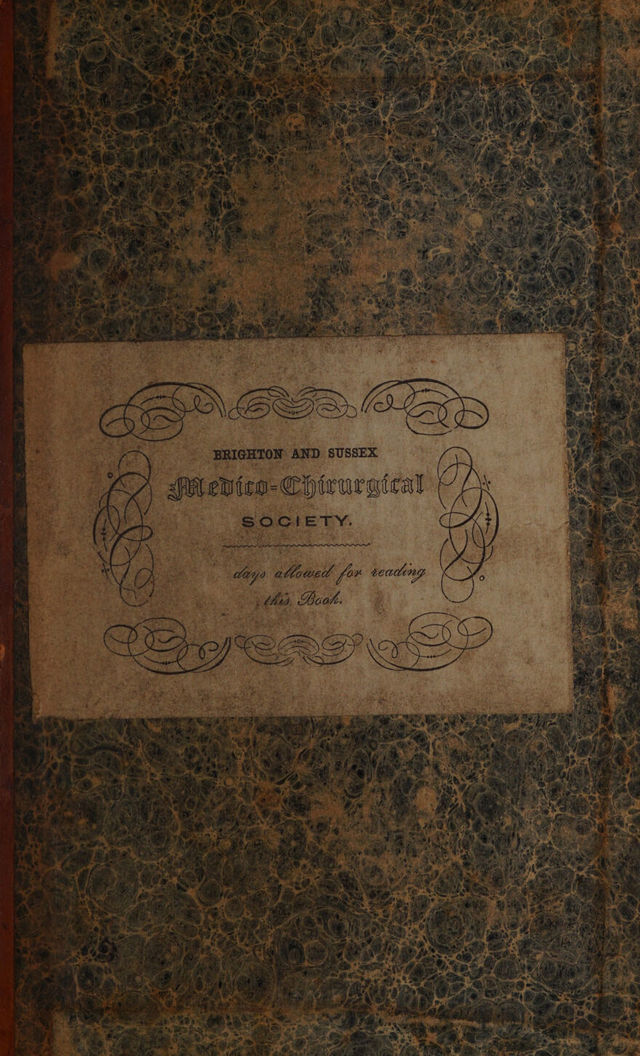 BRIGHTON AND SUSSEX
Medico-Chirurgical
SOCIETY.
days allowed for reading
this Book.